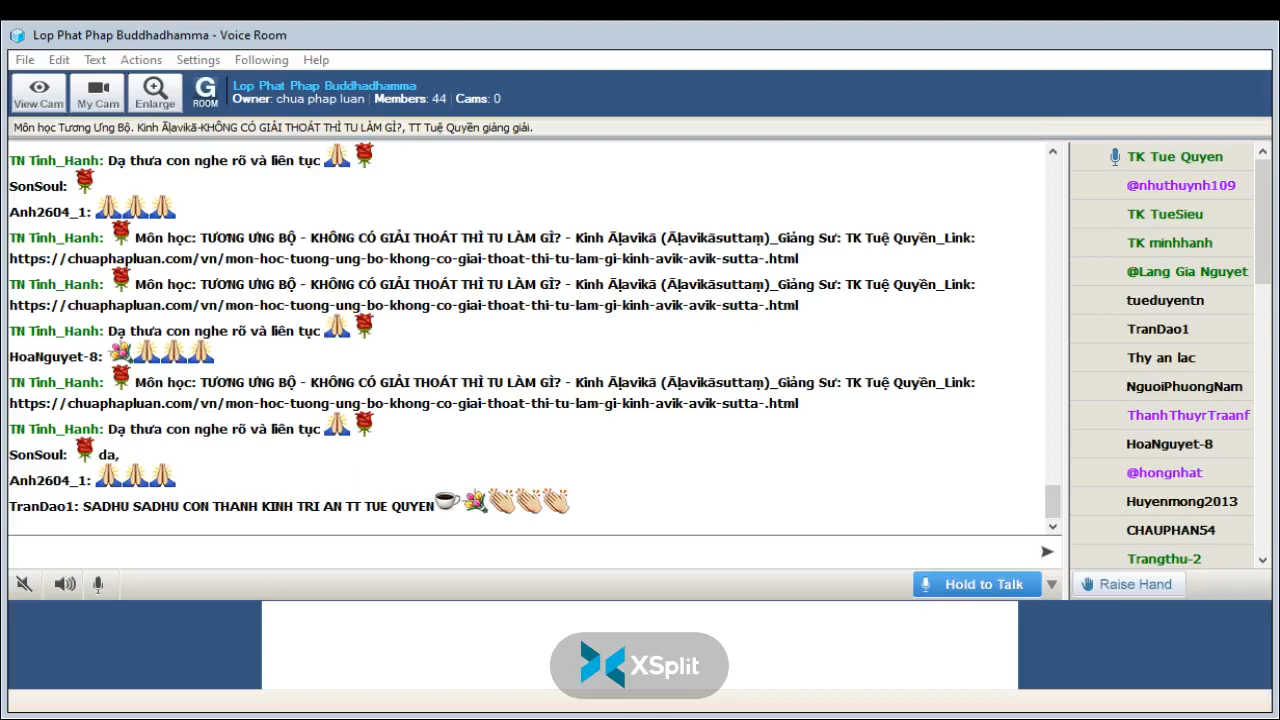 Lop Phat Phap Buddhadhamma - Voice Room
File Edit Text Actions Settings Following Help
View Cam My Cam Enlarge G ROOM
Lop Phat Phap Buddhadhamma
Owner: chua phap luan | Members: 44 | Cams: 0
Môn học Tương Ưng Bộ. Kinh Āḷavikā-KHÔNG CÓ GIẢI THOÁT THÌ TU LÀM GÌ?, TT Tuệ Quyền giảng giải.
TN Tinh_Hanh: Dạ thưa con nghe rõ và liên tục
SonSoul:
Anh2604_1:
TN Tinh_Hanh: Môn học: TƯƠNG ƯNG BỘ - KHÔNG CÓ GIẢI THOÁT THÌ TU LÀM GÌ? - Kinh Āḷavikā (Āḷavikāsuttaṃ)_Giảng Sư: TK Tuệ Quyền_Link:
https://chuaphapluan.com/vn/mon-hoc-tuong-ung-bo-khong-co-giai-thoat-thi-tu-lam-gi-kinh-avik-avik-sutta-.html
TN Tinh_Hanh: Môn học: TƯƠNG ƯNG BỘ - KHÔNG CÓ GIẢI THOÁT THÌ TU LÀM GÌ? - Kinh Āḷavikā (Āḷavikāsuttaṃ)_Giảng Sư: TK Tuệ Quyền_Link:
https://chuaphapluan.com/vn/mon-hoc-tuong-ung-bo-khong-co-giai-thoat-thi-tu-lam-gi-kinh-avik-avik-sutta-.html
TN Tinh_Hanh: Dạ thưa con nghe rõ và liên tục
HoaNguyet-8:
TN Tinh_Hanh: Môn học: TƯƠNG ƯNG BỘ - KHÔNG CÓ GIẢI THOÁT THÌ TU LÀM GÌ? - Kinh Āḷavikā (Āḷavikāsuttaṃ)_Giảng Sư: TK Tuệ Quyền_Link:
https://chuaphapluan.com/vn/mon-hoc-tuong-ung-bo-khong-co-giai-thoat-thi-tu-lam-gi-kinh-avik-avik-sutta-.html
TN Tinh_Hanh: Dạ thưa con nghe rõ và liên tục
SonSoul: da,
Anh2604_1:
TranDao1: SADHU SADHU CON THANH KINH TRI AN TT TUE QUYEN
TK Tue Quyen
@nhuthuynh109
TK TueSieu
TK minhhanh
@Lang Gia Nguyet
tueduyentn
TranDao1
Thy an lac
NguoiPhuongNam
ThanhThuyrTraanf
HoaNguyet-8
@hongnhat
Huyenmong2013
CHAUPHAN54
Trangthu-2
Hold to Talk
Raise Hand
XSplit